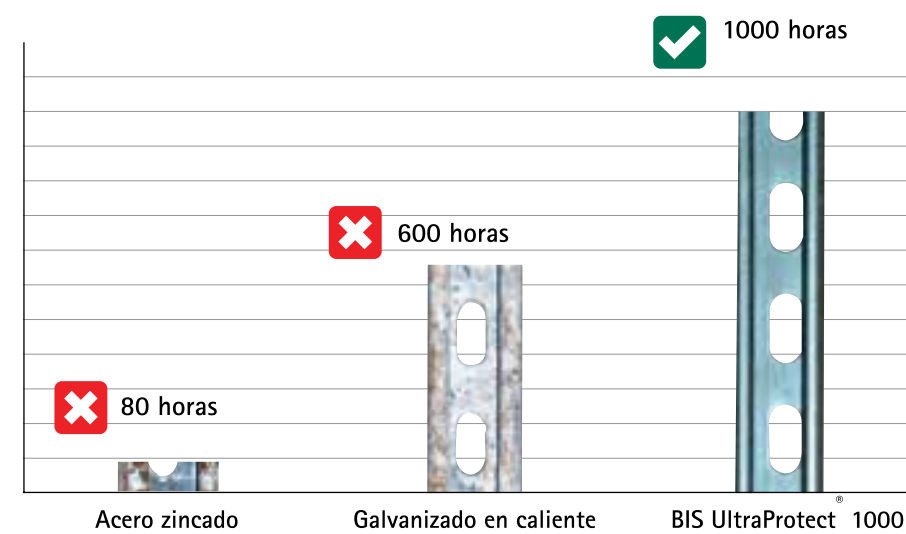 1000 horas
600 horas
80 horas
Acero zincado
Galvanizado en caliente
BIS UltraProtect® 1000